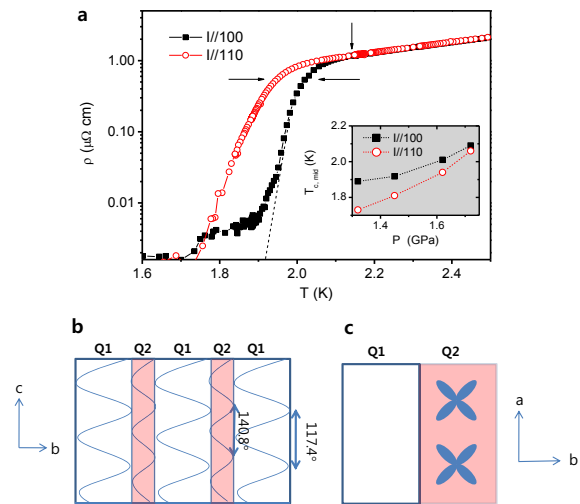 a
I//100
I//110
1.00
0.10
0.01
ρ (μΩ cm)
1.6 1.8 2.0 2.2 2.4
T (K)
I//100
I//110
2.2
2.1
2.0
1.9
1.8
1.7
T c, mid (K)
1.4 1.6
P (GPa)
b
Q1 Q2 Q1 Q2 Q1
c
b
140.8°
117.4°
c
Q1 Q2
a
b